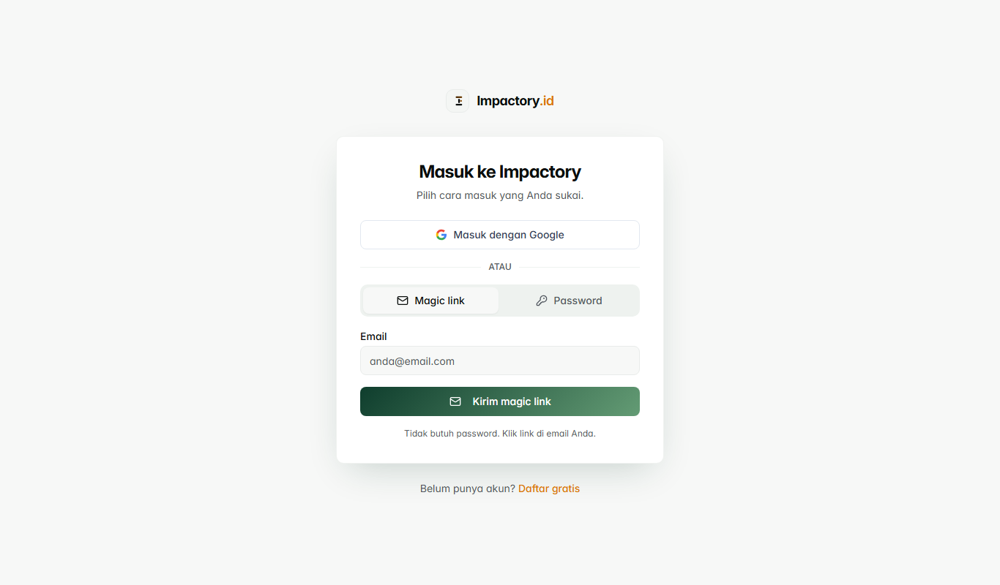 Impactory.id
Masuk ke Impactory
Pilih cara masuk yang Anda sukai.
Masuk dengan Google
ATAU
Magic link
Password
Email
anda@email.com
Kirim magic link
Tidak butuh password. Klik link di email Anda.
Belum punya akun? Daftar gratis